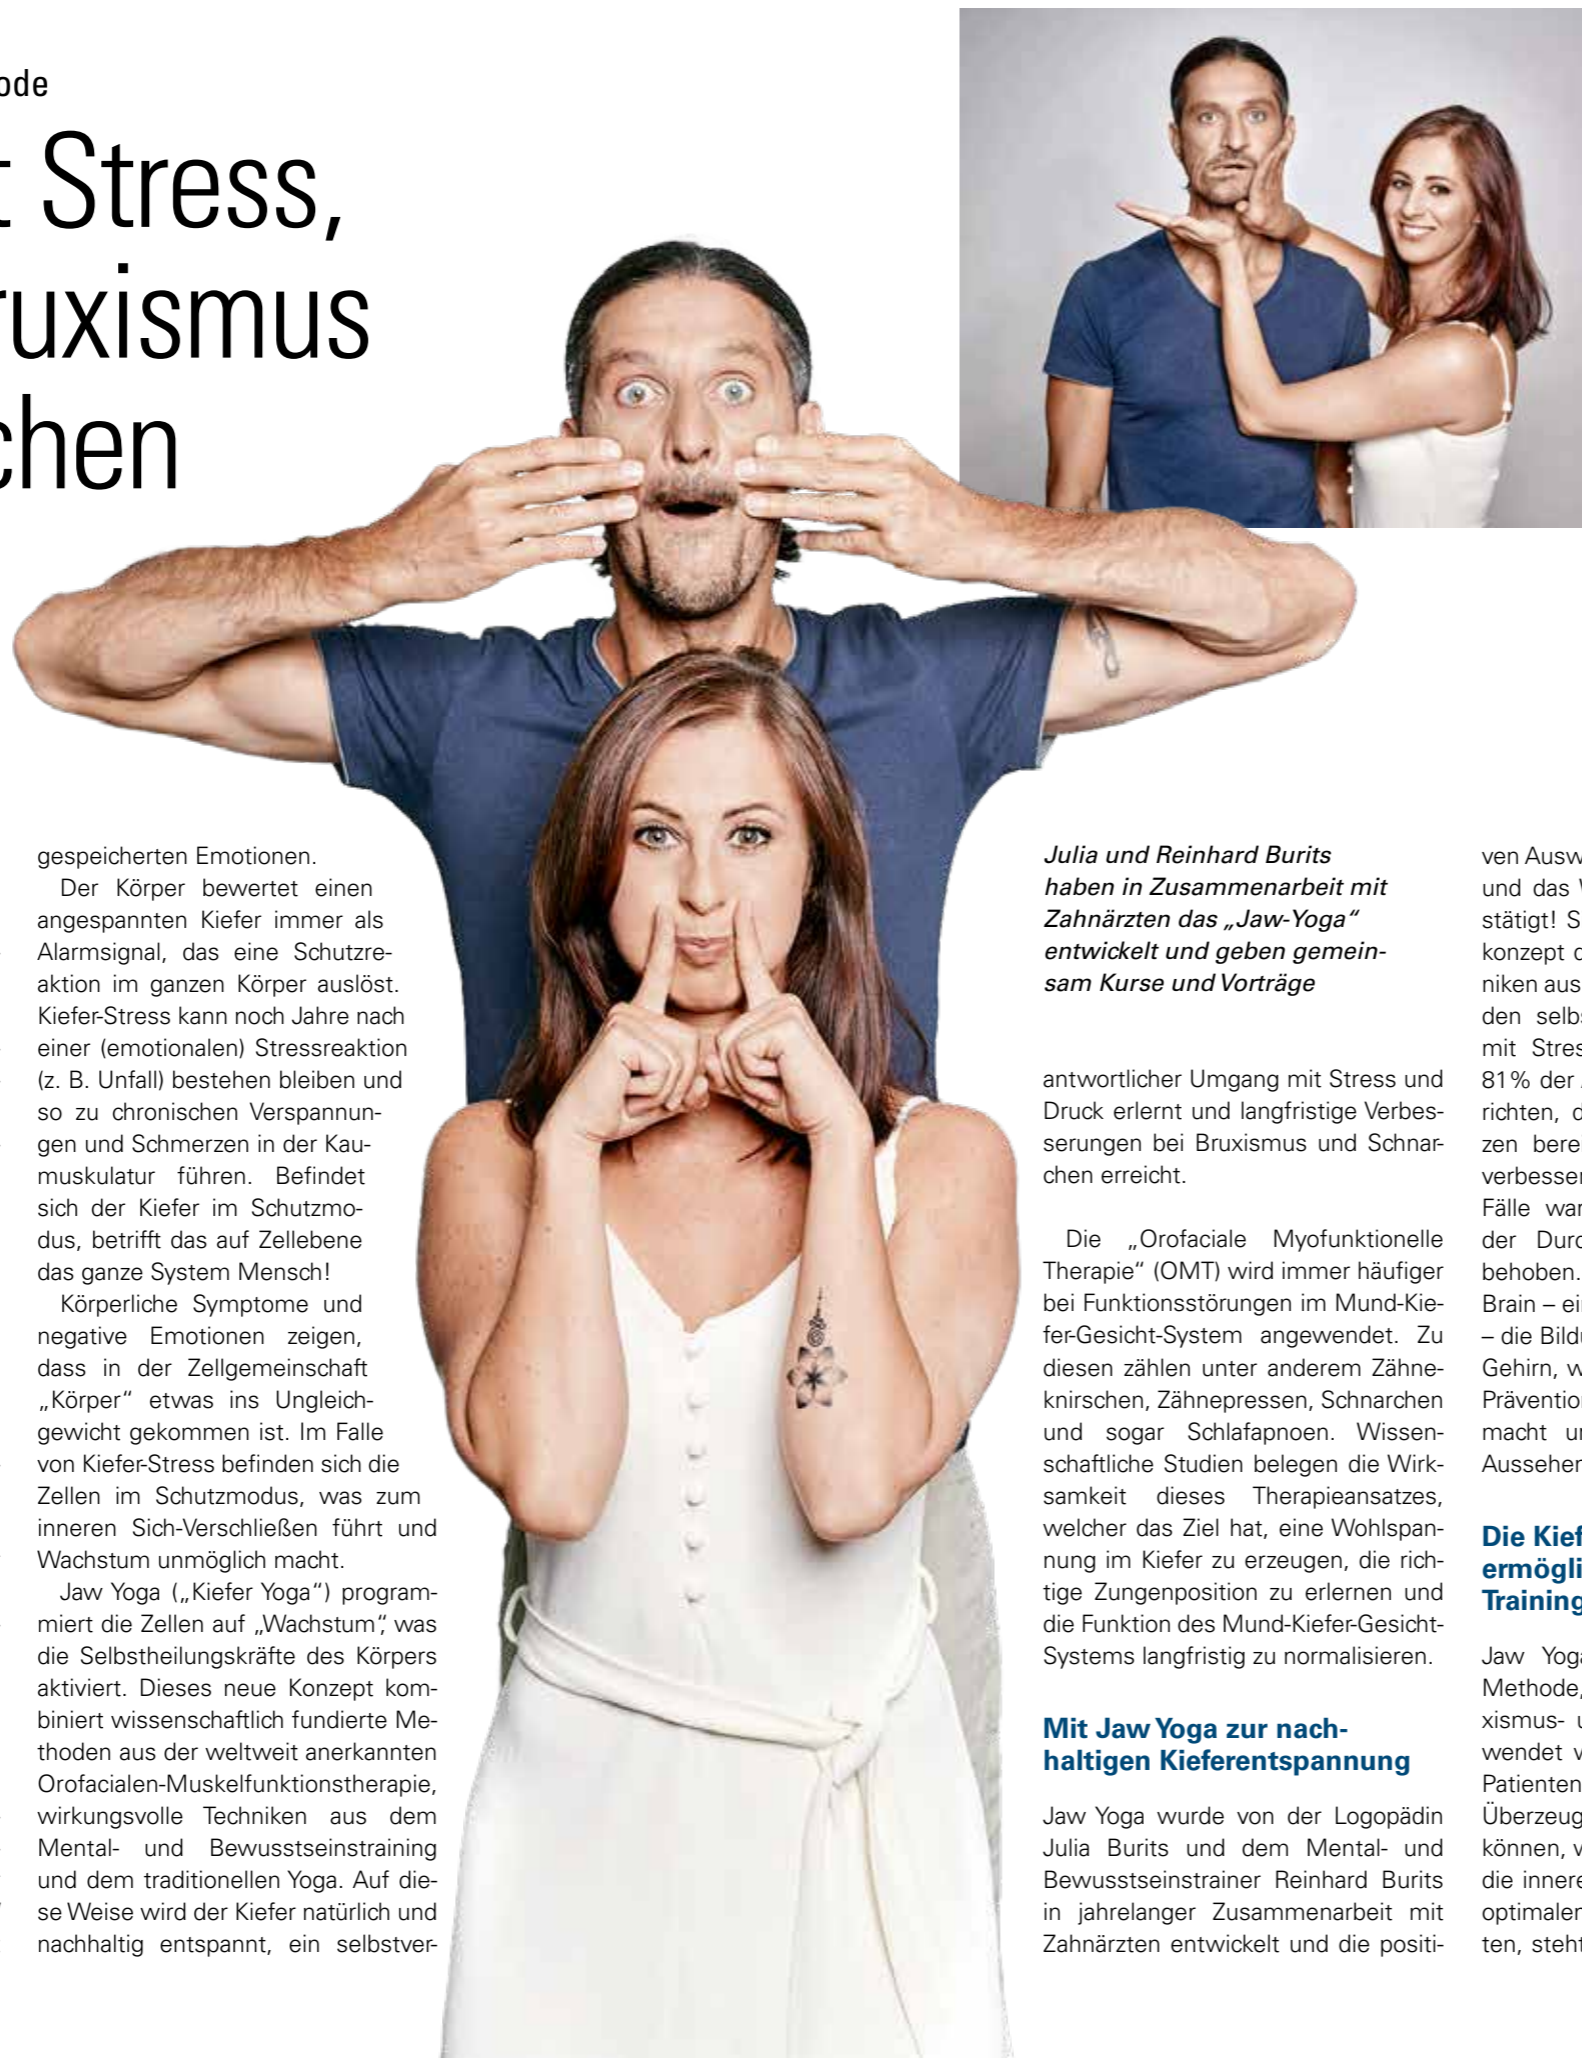 ode
t Stress,
ruxismus
chen
gespeicherten Emotionen.
Der Körper bewertet einen
angespannten Kiefer immer als
Alarmsignal, das eine Schutzre-
aktion im ganzen Körper auslöst.
Kiefer-Stress kann noch Jahre nach
einer (emotionalen) Stressreaktion
(z. B. Unfall) bestehen bleiben und
so zu chronischen Verspannun-
gen und Schmerzen in der Kau-
muskulatur führen. Befindet
sich der Kiefer im Schutzmo-
dus, betrifft das auf Zellebene
das ganze System Mensch!
Körperliche Symptome und
negative Emotionen zeigen,
dass in der Zellgemeinschaft
„Körper“ etwas ins Ungleich-
gewicht gekommen ist. Im Falle
von Kiefer-Stress befinden sich die
Zellen im Schutzmodus, was zum
inneren Sich-Verschließen führt und
Wachstum unmöglich macht.
Jaw Yoga („Kiefer Yoga“) program-
miert die Zellen auf „Wachstum“, was
die Selbstheilungskräfte des Körpers
aktiviert. Dieses neue Konzept kom-
biniert wissenschaftlich fundierte Me-
thoden aus der weltweit anerkannten
Orofacialen-Muskelfunktionstherapie,
wirkungsvolle Techniken aus dem
Mental- und Bewusstseinstraining
und dem traditionellen Yoga. Auf die-
se Weise wird der Kiefer natürlich und
nachhaltig entspannt, ein selbstver-
Julia und Reinhard Burits
haben in Zusammenarbeit mit
Zahnärzten das „Jaw-Yoga“
entwickelt und geben gemein-
sam Kurse und Vorträge
antwortlicher Umgang mit Stress und
Druck erlernt und langfristige Verbes-
serungen bei Bruxismus und Schnar-
chen erreicht.
Die „Orofaciale Myofunktionelle
Therapie“ (OMT) wird immer häufiger
bei Funktionsstörungen im Mund-Kie-
fer-Gesicht-System angewendet. Zu
diesen zählen unter anderem Zähne-
knirschen, Zähnepressen, Schnarchen
und sogar Schlafapnoen. Wissen-
schaftliche Studien belegen die Wirk-
samkeit dieses Therapieansatzes,
welcher das Ziel hat, eine Wohlspan-
nung im Kiefer zu erzeugen, die rich-
tige Zungenposition zu erlernen und
die Funktion des Mund-Kiefer-Gesicht-
Systems langfristig zu normalisieren.
Mit Jaw Yoga zur nach-
haltigen Kieferentspannung
Jaw Yoga wurde von der Logopädin
Julia Burits und dem Mental- und
Bewusstseinstrainer Reinhard Burits
in jahrelanger Zusammenarbeit mit
Zahnärzten entwickelt und die positi-
ven Ausw
und das
stätigt! S
konzept d
niken aus
den selbs
mit Stres
81% der
richten, d
zen bere
verbesser
Fälle war
der Durc
behoben.
Brain – ei
– die Bild
Gehirn, w
Prävention
macht un
Aussehen
Die Kief
ermögli
Training
Jaw Yoga
Methode,
xismus- u
wendet v
Patienten
Überzeug
können, v
die innere
optimalen
ten, steht